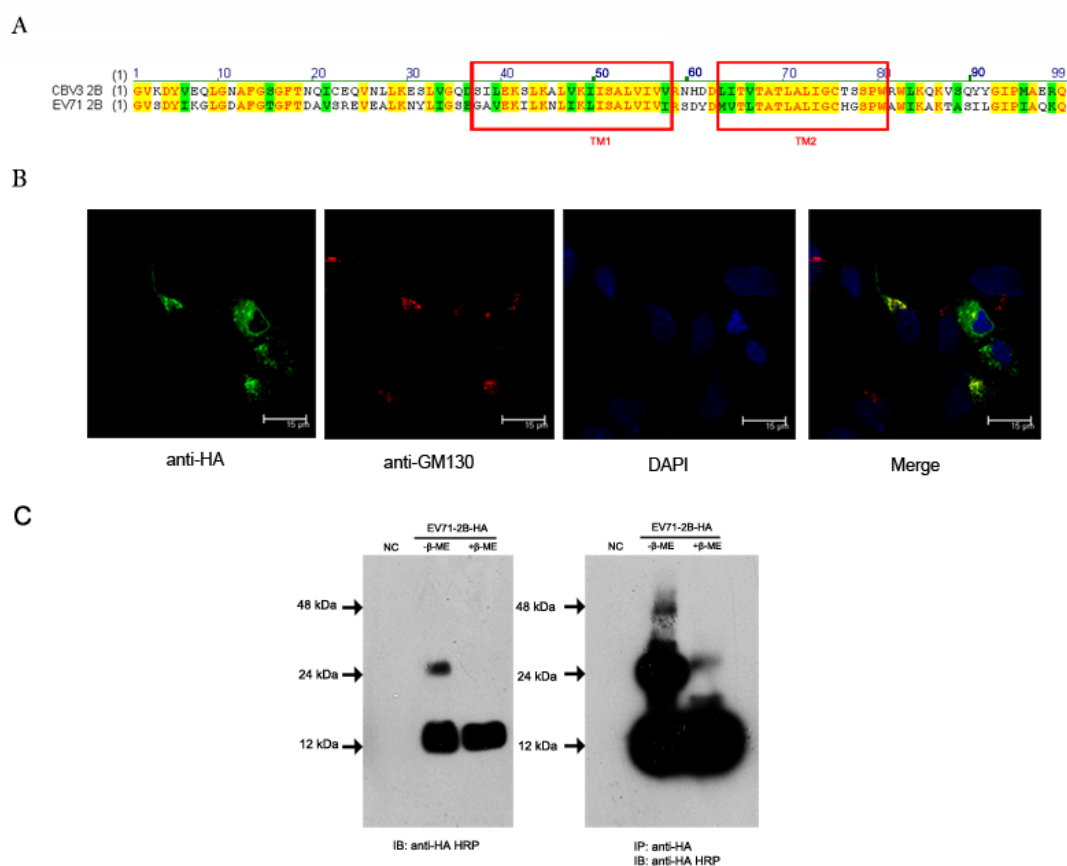 A
(1) 1 10 20 30 40 50 60 70 80 90 99
CBV3 2B (1) GVKDYVEQLGNAFGSGFTNQICEQVNLLKESLVGQDSILEKSLKALVKIISALVIVVRNHDDLITVTATLALIGCTSSPWRWLKQKVSQYYGIPMAERQ
EV71 2B (1) GVSDYIKGLGDAFGTGFTDAVSREVEALKNYLIGSEGAVEKILKNLIKLISALVIVIRSDYDMVTLTATLALIGCHGSPWAWIKAKTASILGIPIAQKQ
TM1 TM2
B
15 µm 15 µm 15 µm 15 µm
anti-HA anti-GM130 DAPI Merge
C
EV71-2B-HA
NC -β-ME +β-ME
48 kDa
24 kDa
12 kDa
IB: anti-HA HRP
EV71-2B-HA
NC -β-ME +β-ME
48 kDa
24 kDa
12 kDa
IP: anti-HA
IB: anti-HA HRP